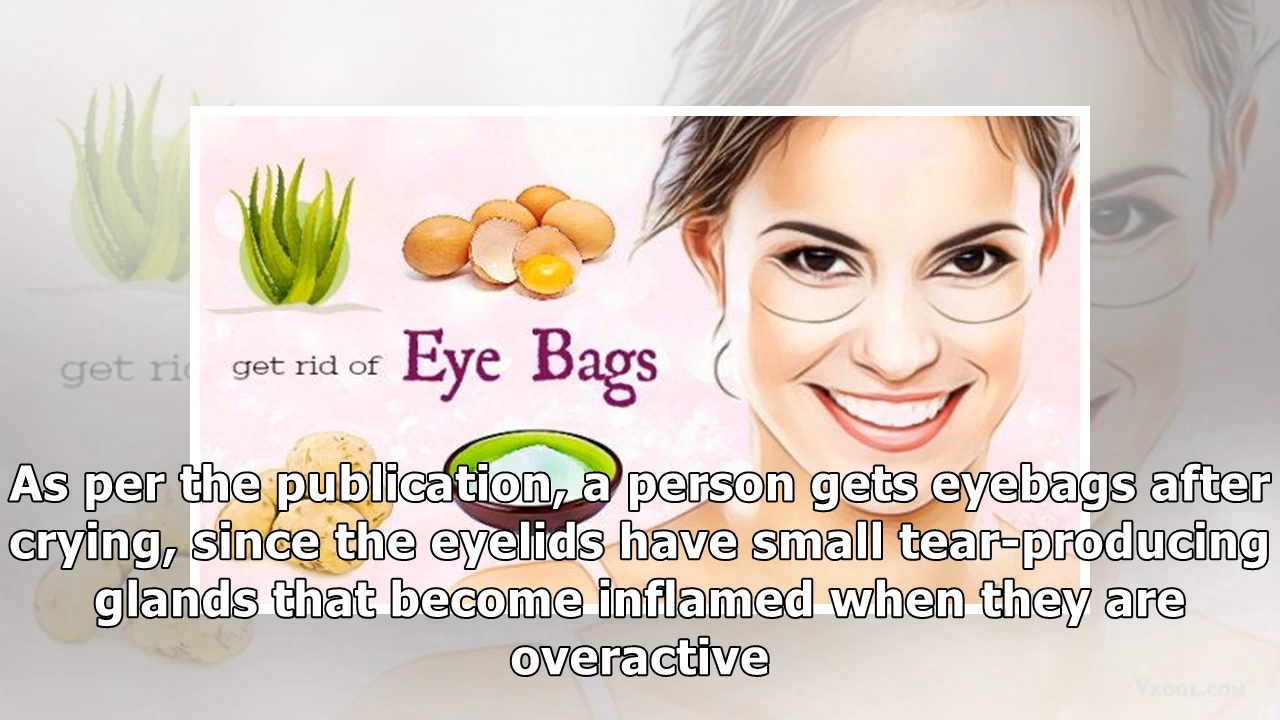 get rid of Eye Bags
get ric
As per the publication, a person gets eyebags after
crying, since the eyelids have small tear-producing
glands that become inflamed when they are
overactive
Vkool.com